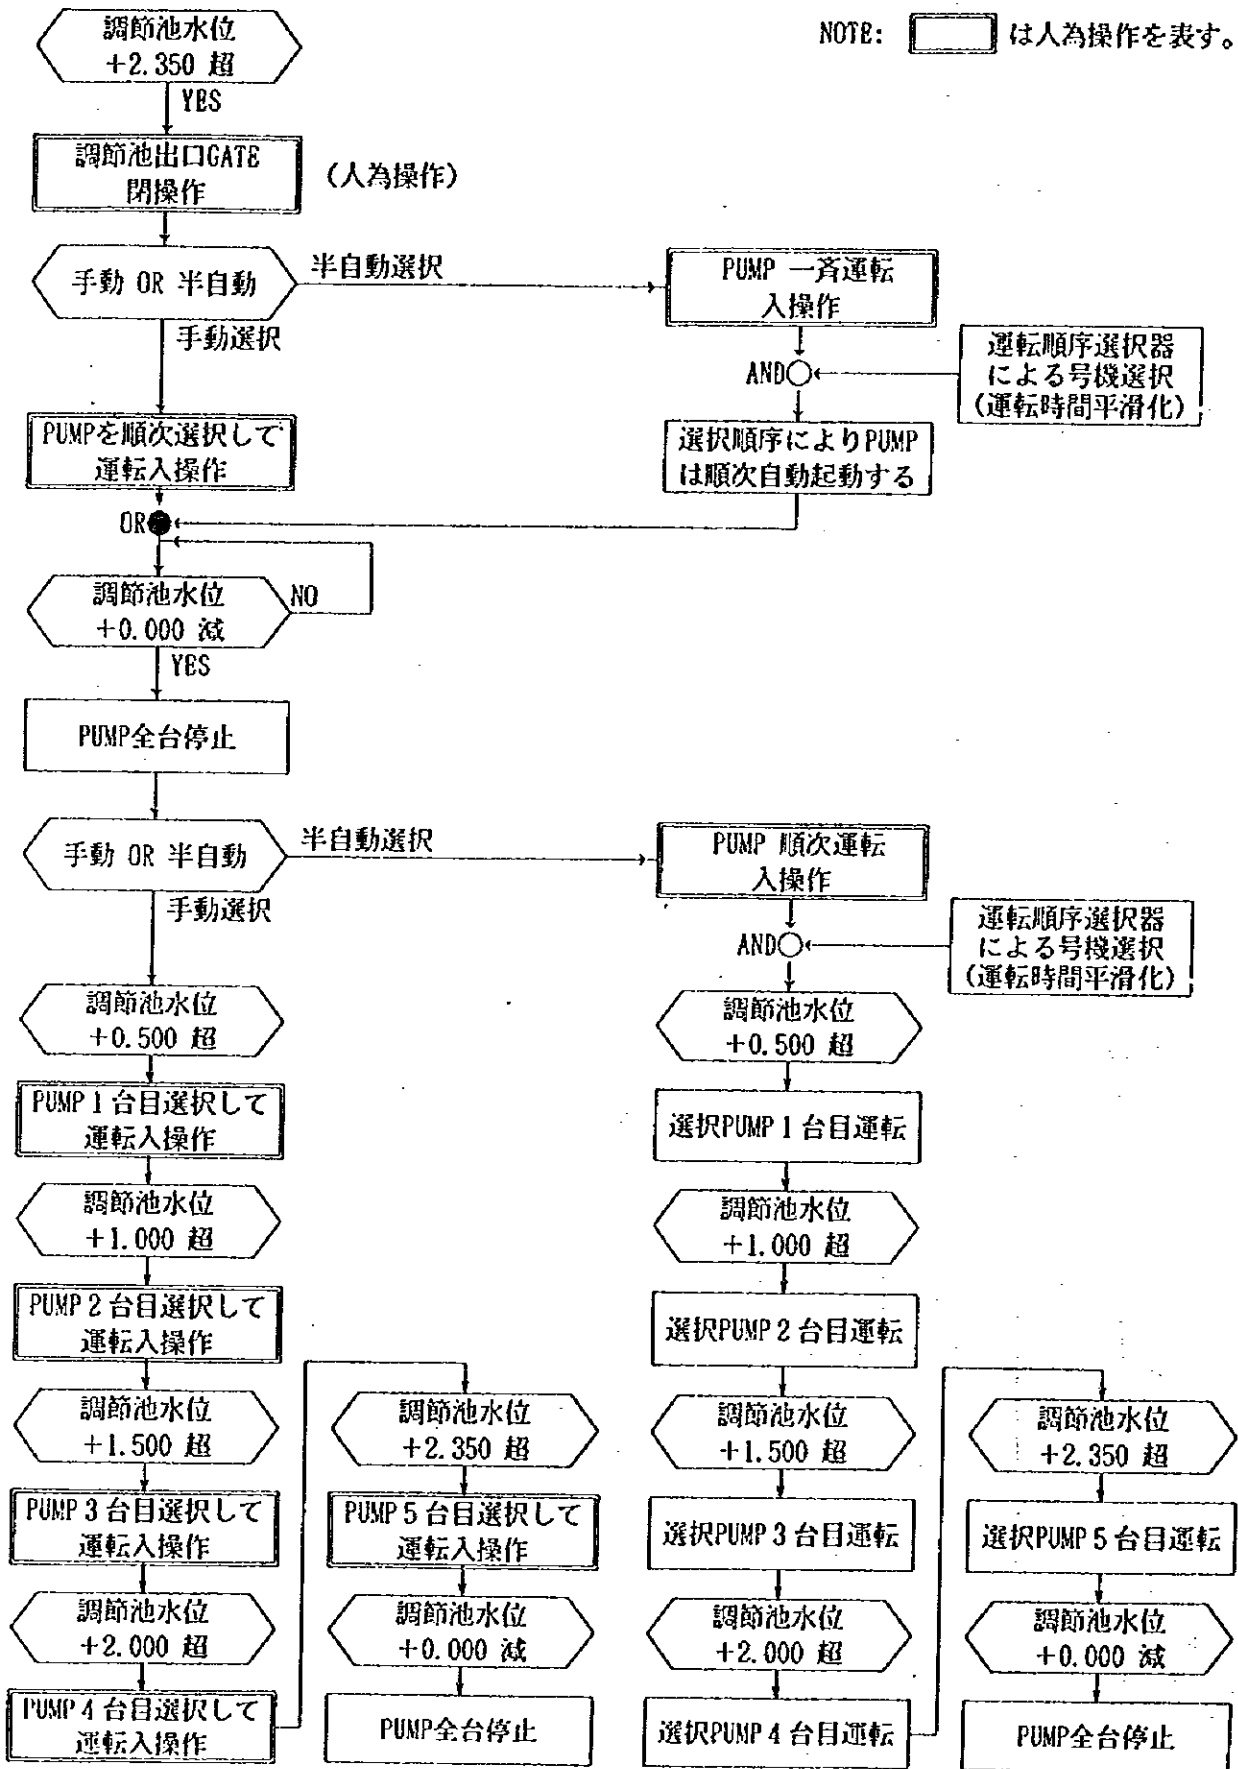 調節池水位
+2.350 超
NOTE:
は人為操作を表す。
YES
調節池出口GATE
閉操作
(人為操作)
手動 OR 半自動
半自動選択
手動選択
PUMP 一斉運転
入操作
AND
運転順序選択器
による号機選択
(運転時間平滑化)
選択順序によりPUMP
は順次自動起動する
PUMPを順次選択して
運転入操作
OR
調節池水位
+0.000 減
NO
YES
PUMP全台停止
手動 OR 半自動
半自動選択
手動選択
PUMP 順次運転
入操作
AND
運転順序選択器
による号機選択
(運転時間平滑化)
調節池水位
+0.500 超
PUMP1台目選択して
運転入操作
調節池水位
+1.000 超
PUMP2台目選択して
運転入操作
調節池水位
+1.500 超
PUMP3台目選択して
運転入操作
調節池水位
+2.000 超
PUMP4台目選択して
運転入操作
調節池水位
+2.350 超
PUMP5台目選択して
運転入操作
調節池水位
+0.000 減
PUMP全台停止
調節池水位
+0.500 超
選択PUMP1台目運転
調節池水位
+1.000 超
選択PUMP2台目運転
調節池水位
+1.500 超
選択PUMP3台目運転
調節池水位
+2.000 超
選択PUMP4台目運転
調節池水位
+2.350 超
選択PUMP5台目運転
調節池水位
+0.000 減
PUMP全台停止